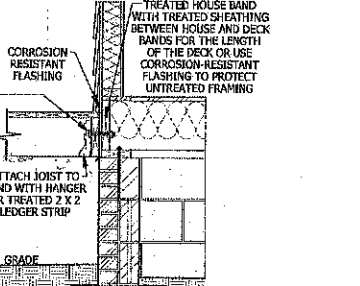 TREATED HOUSE BAND
WITH TREATED SHEATHING
BETWEEN HOUSE AND DECK
BANDS FOR THE LENGTH
OF THE DECK OR USE
CORROSION-RESISTANT
FLASHING TO PROTECT
UNTREATED FRAMING
CORROSION
RESISTANT
FLASHING
TTACH JOIST TO
ND WITH HANGER
R TREATED 2 X 2
LEDGER STRIP
GRADE